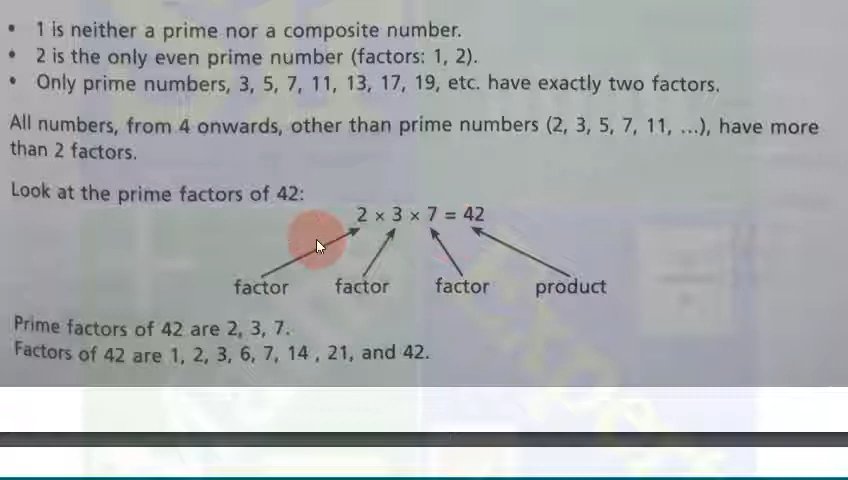 • 1 is neither a prime nor a composite number.
• 2 is the only even prime number (factors: 1, 2).
• Only prime numbers, 3, 5, 7, 11, 13, 17, 19, etc. have exactly two factors.
All numbers, from 4 onwards, other than prime numbers (2, 3, 5, 7, 11, ...), have more
than 2 factors.
Look at the prime factors of 42:
2 × 3 × 7 = 42
factor factor factor product
Prime factors of 42 are 2, 3, 7.
Factors of 42 are 1, 2, 3, 6, 7, 14 , 21, and 42.